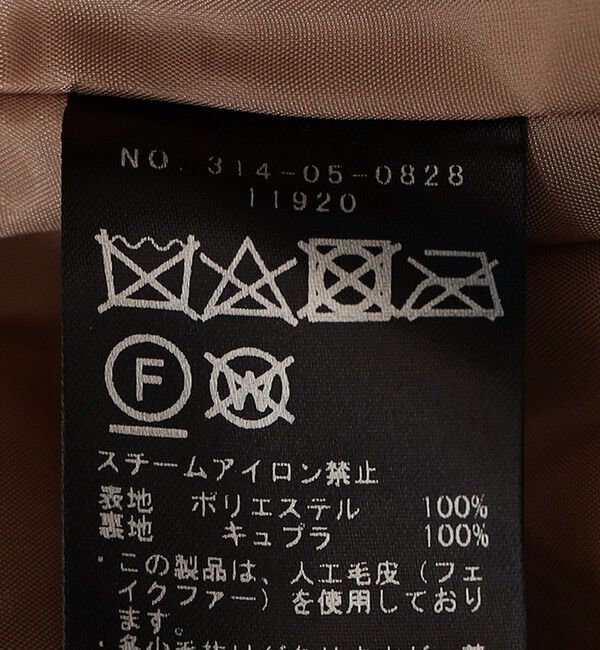 NO. 314-05-0828
11920
F
W
スチームアイロン禁止
表地 ポリエステル 100%
裏地 キュプラ 100%
・この製品は、人工毛皮（フェ
イクファー）を使用しており
ます。